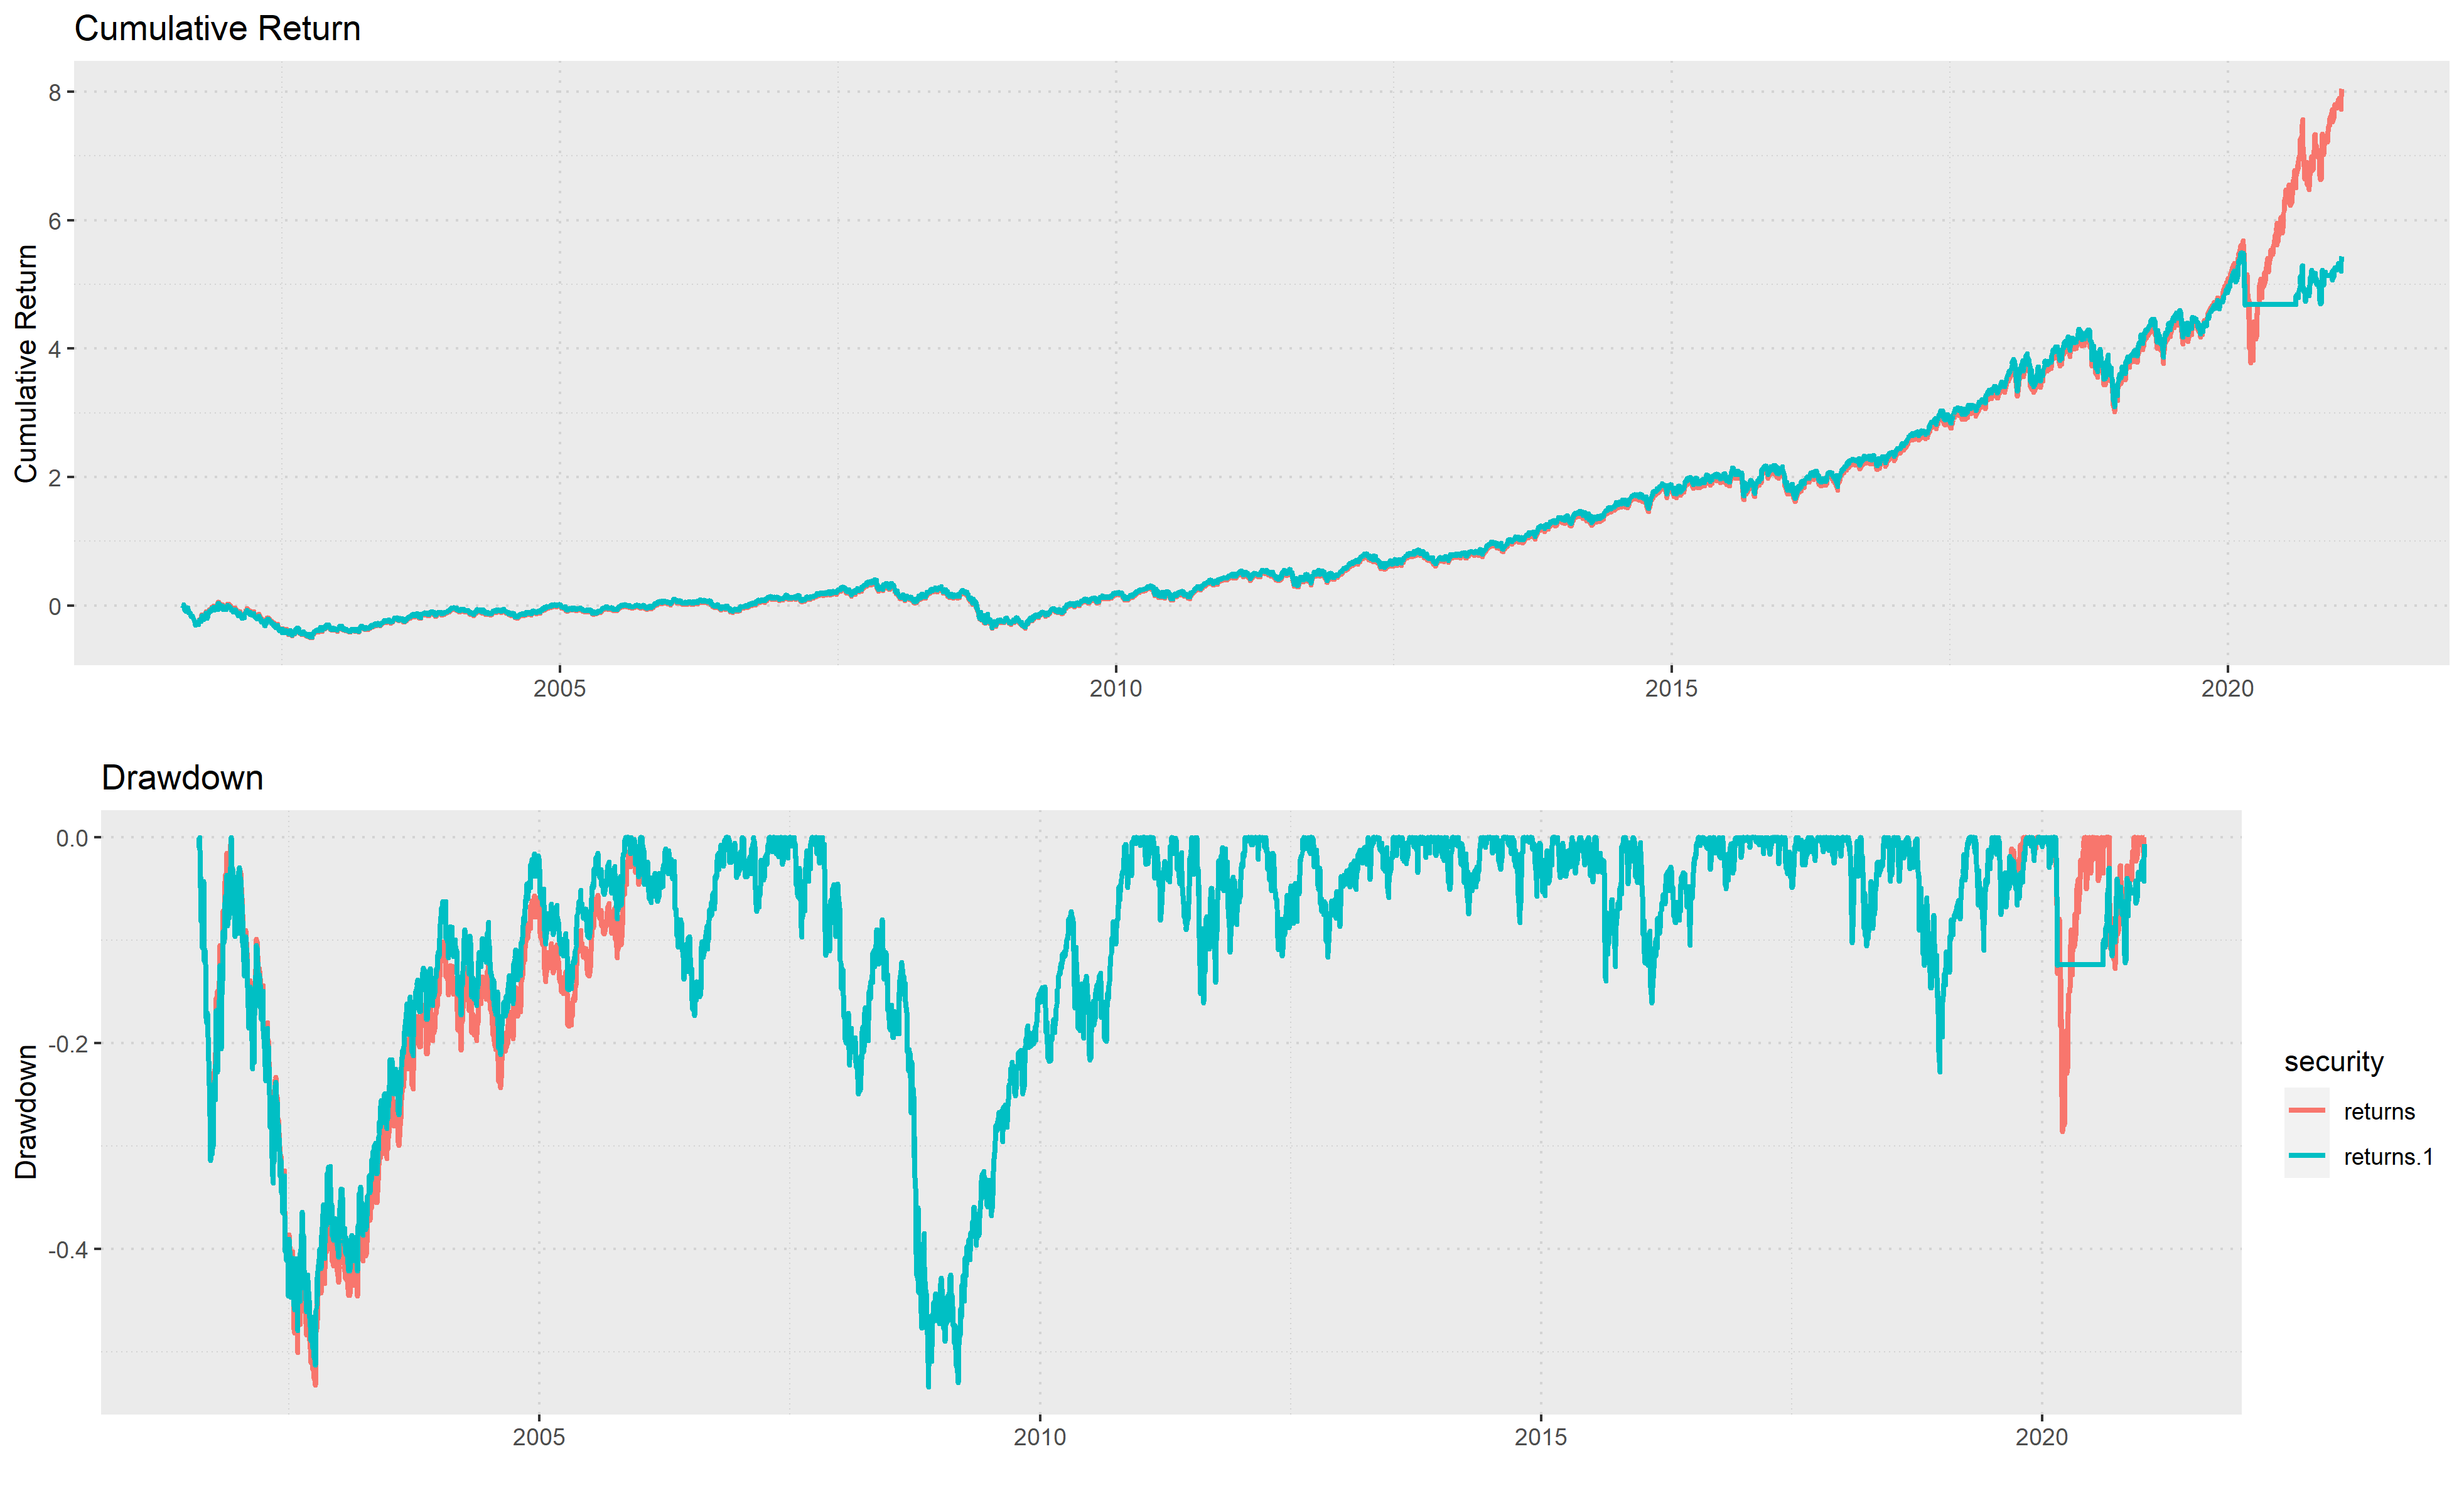 Cumulative Return
Cumulative Return
8
6
4
2
0
2005 2010 2015 2020
Drawdown
Drawdown
0.0
-0.2
-0.4
2005 2010 2015 2020
security
returns
returns.1